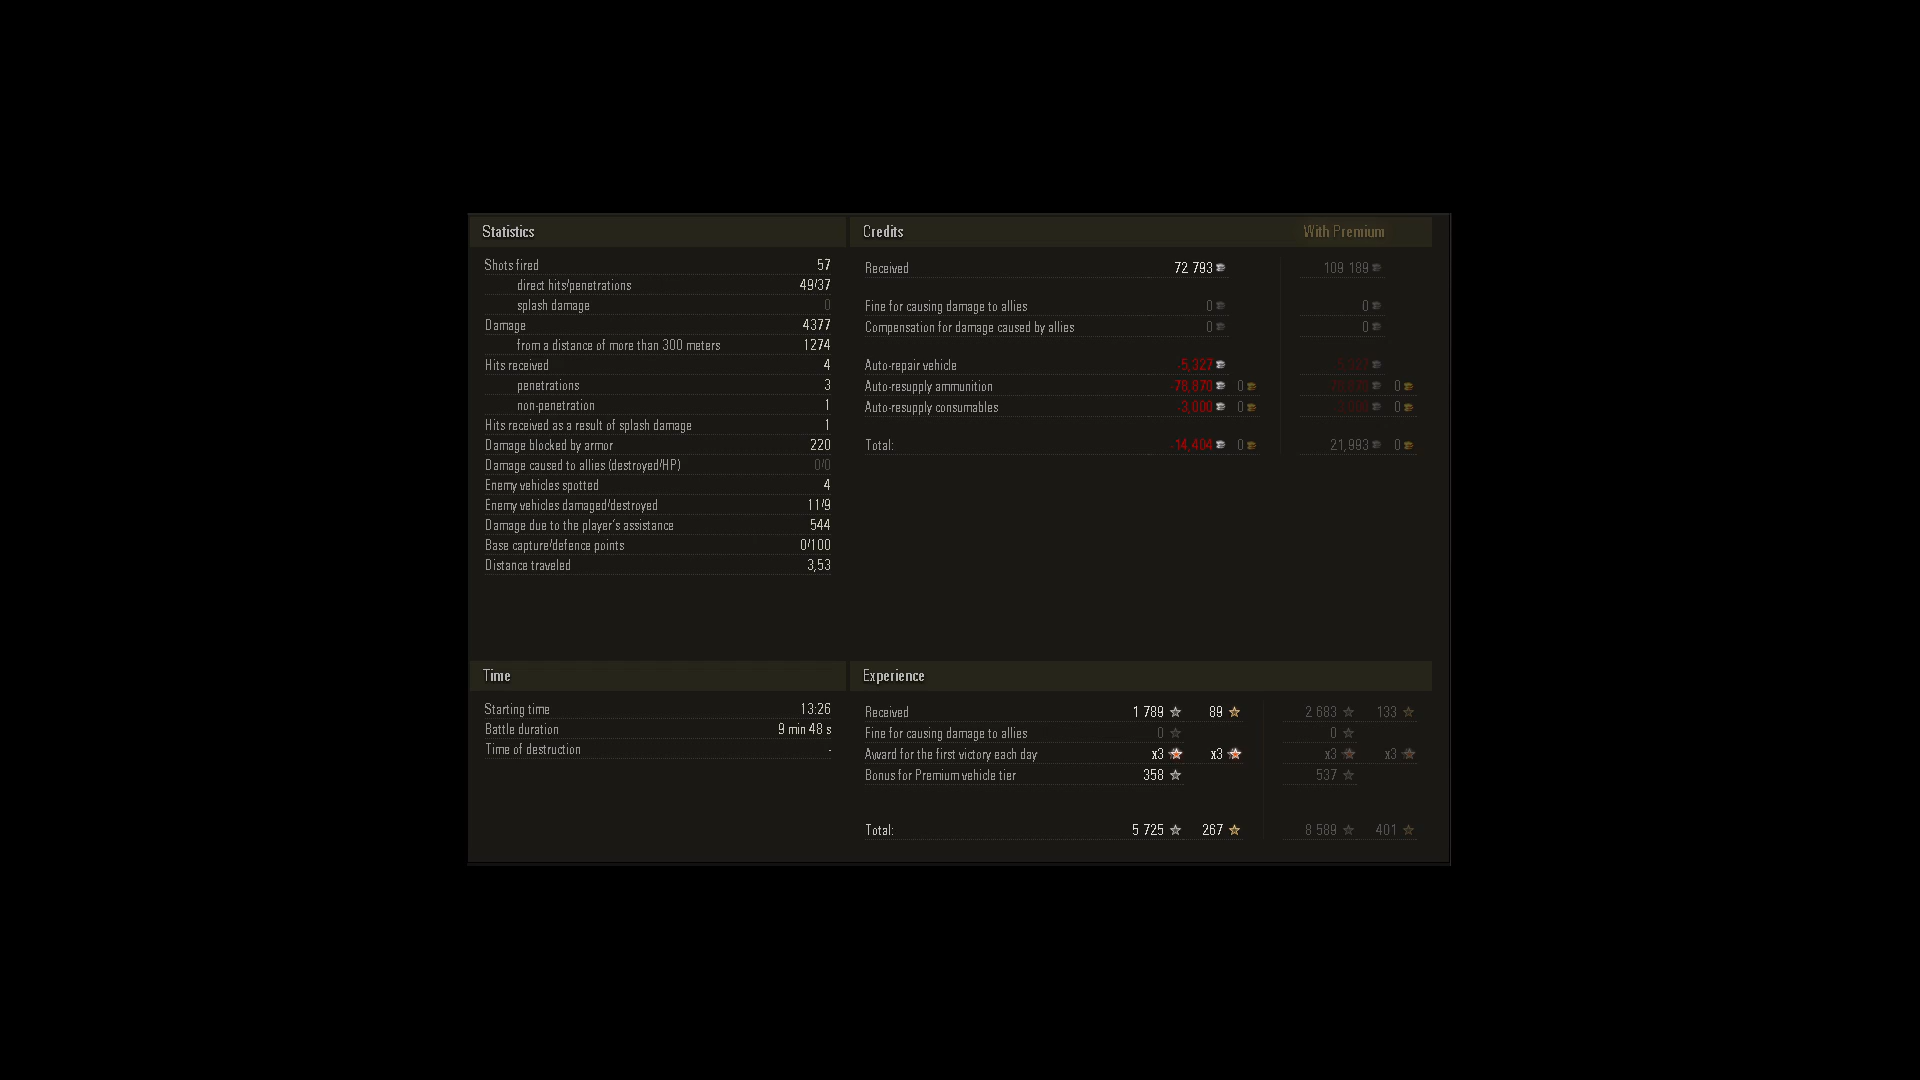 Statistics
Shots fired 57
direct hits/penetrations 49/37
splash damage 0
Damage 4377
from a distance of more than 300 meters 1274
Hits received 4
penetrations 3
non-penetration 1
Hits received as a result of splash damage 1
Damage blocked by armor 220
Damage caused to allies (destroyed/HP) 0/0
Enemy vehicles spotted 4
Enemy vehicles damaged/destroyed 11/9
Damage due to the player's assistance 544
Base capture/defence points 0/100
Distance traveled 3,53
Credits With Premium
Received 72 793 109 189
Fine for causing damage to allies 0 0
Compensation for damage caused by allies 0 0
Auto-repair vehicle -5,327 -5,327
Auto-resupply ammunition -78,870 0 -78,870 0
Auto-resupply consumables -3,000 0 -3,000 0
Total: -14,404 0 21,993 0
Time
Starting time 13:26
Battle duration 9 min 48 s
Time of destruction -
Experience
Received 1 789 89 2 683 133
Fine for causing damage to allies 0 0
Award for the first victory each day x3 x3 x3 x3
Bonus for Premium vehicle tier 358 537
Total: 5 725 267 8 589 401